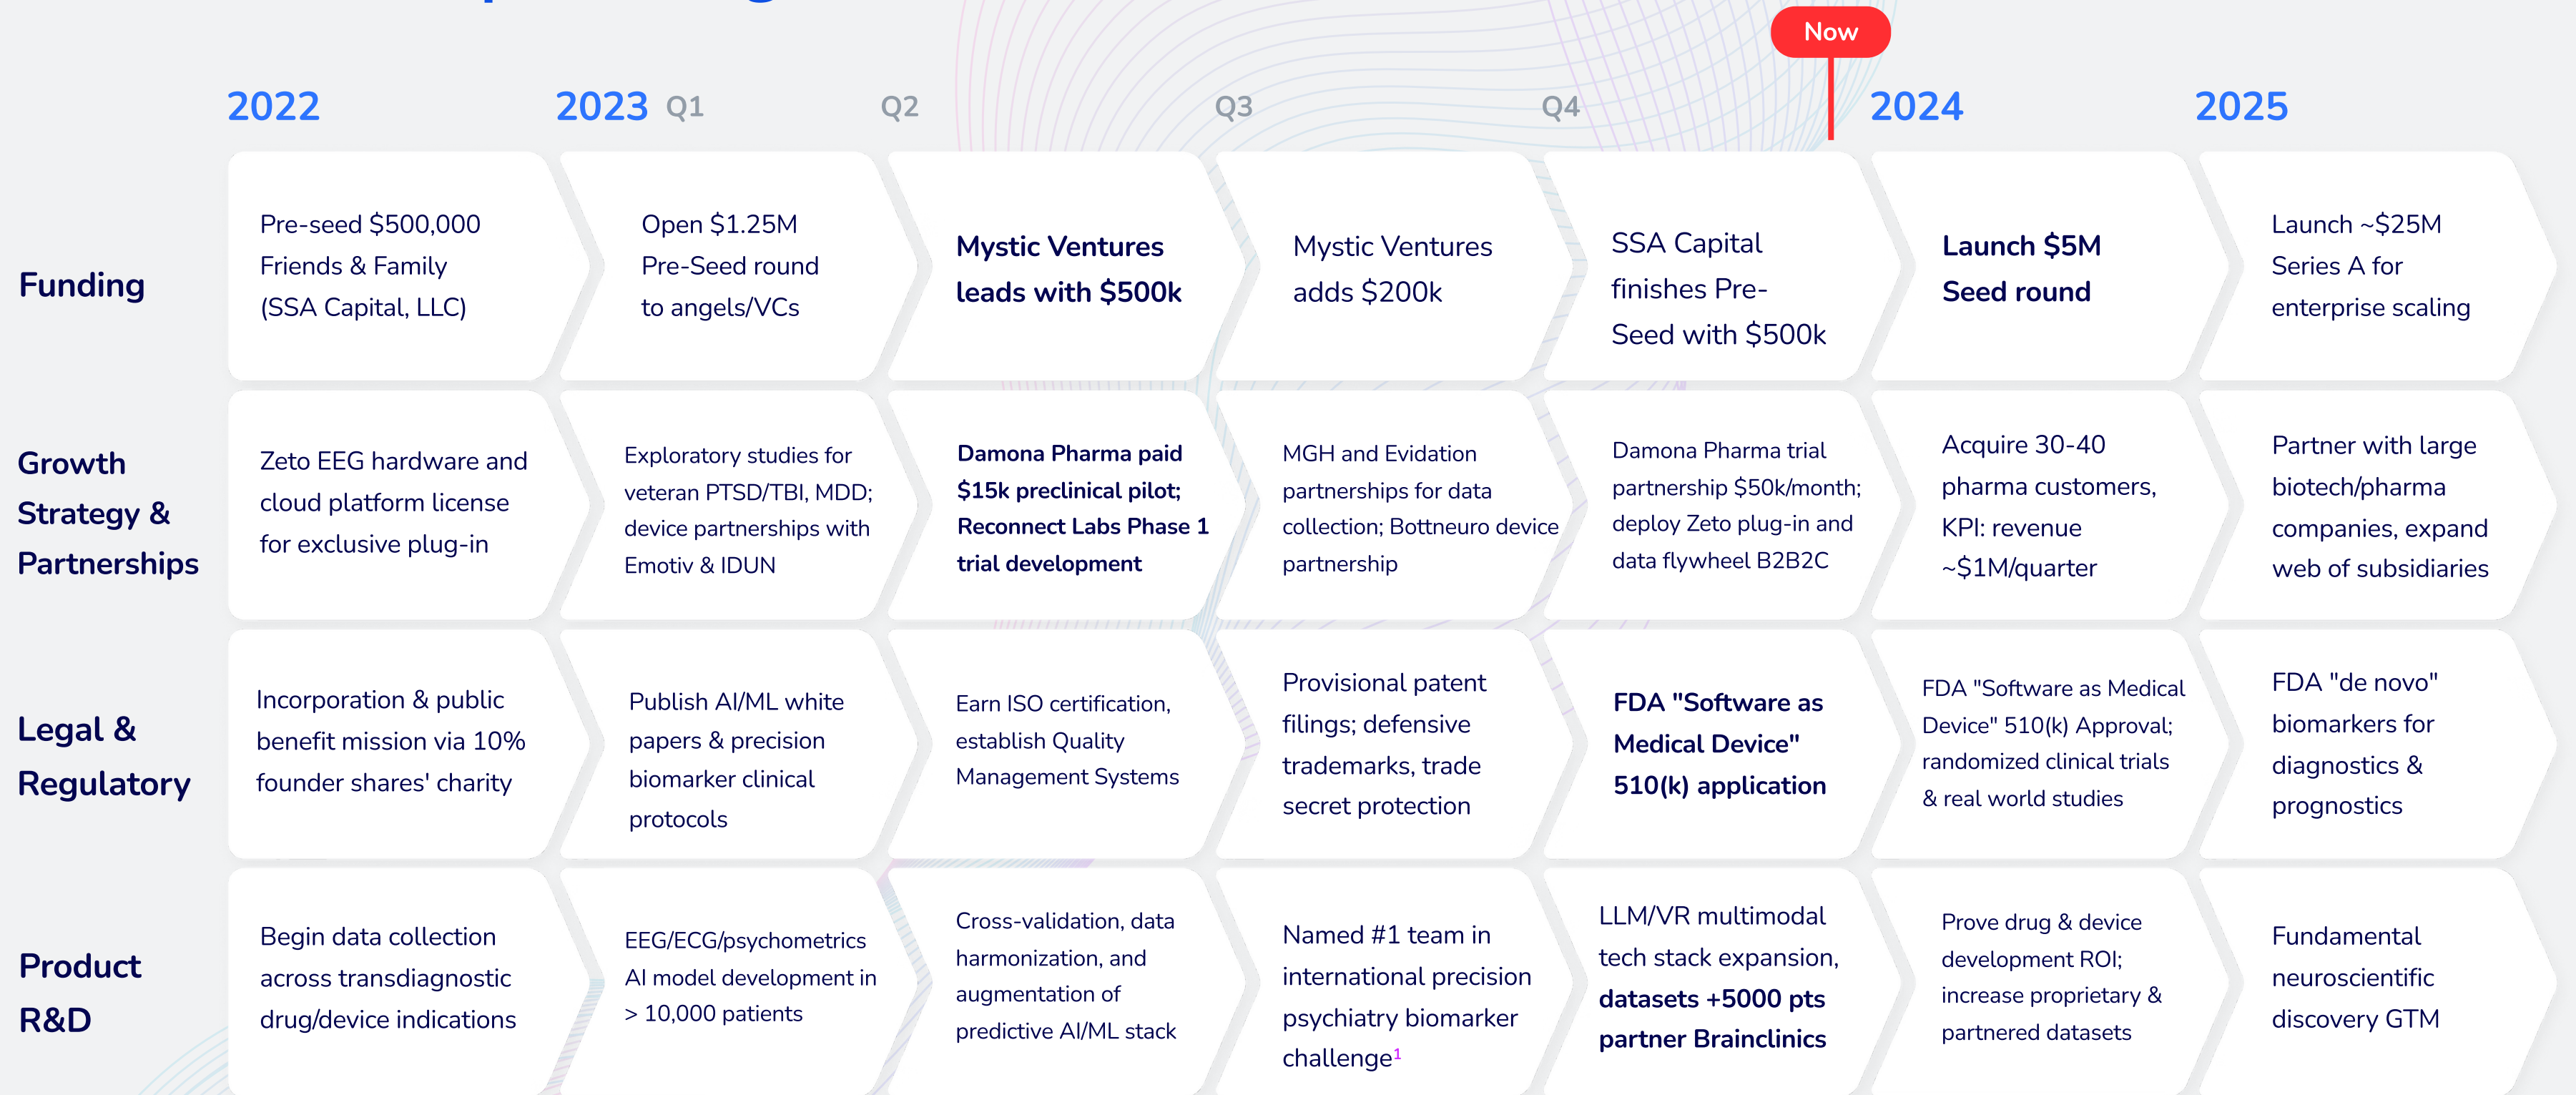 Now
2022
2023 Q1
Q2
Q3
Q4
2024
2025
Funding
Pre-seed $500,000
Friends & Family
(SSA Capital, LLC)
Open $1.25M
Pre-Seed round
to angels/VCs
Mystic Ventures
leads with $500k
Mystic Ventures
adds $200k
SSA Capital
finishes Pre-
Seed with $500k
Launch $5M
Seed round
Launch ~$25M
Series A for
enterprise scaling
Growth
Strategy &
Partnerships
Zeto EEG hardware and
cloud platform license
for exclusive plug-in
Exploratory studies for
veteran PTSD/TBI, MDD;
device partnerships with
Emotiv & IDUN
Damona Pharma paid
$15k preclinical pilot;
Reconnect Labs Phase 1
trial development
MGH and Evidation
partnerships for data
collection; Bottneuro device
partnership
Damona Pharma trial
partnership $50k/month;
deploy Zeto plug-in and
data flywheel B2B2C
Acquire 30-40
pharma customers,
KPI: revenue
~$1M/quarter
Partner with large
biotech/pharma
companies, expand
web of subsidiaries
Legal &
Regulatory
Incorporation & public
benefit mission via 10%
founder shares' charity
Publish AI/ML white
papers & precision
biomarker clinical
protocols
Earn ISO certification,
establish Quality
Management Systems
Provisional patent
filings; defensive
trademarks, trade
secret protection
FDA "Software as
Medical Device"
510(k) application
FDA "Software as Medical
Device" 510(k) Approval;
randomized clinical trials
& real world studies
FDA "de novo"
biomarkers for
diagnostics &
prognostics
Product
R&D
Begin data collection
across transdiagnostic
drug/device indications
EEG/ECG/psychometrics
AI model development in
> 10,000 patients
Cross-validation, data
harmonization, and
augmentation of
predictive AI/ML stack
Named #1 team in
international precision
psychiatry biomarker
challenge¹
LLM/VR multimodal
tech stack expansion,
datasets +5000 pts
partner Brainclinics
Prove drug & device
development ROI;
increase proprietary &
partnered datasets
Fundamental
neuroscientific
discovery GTM